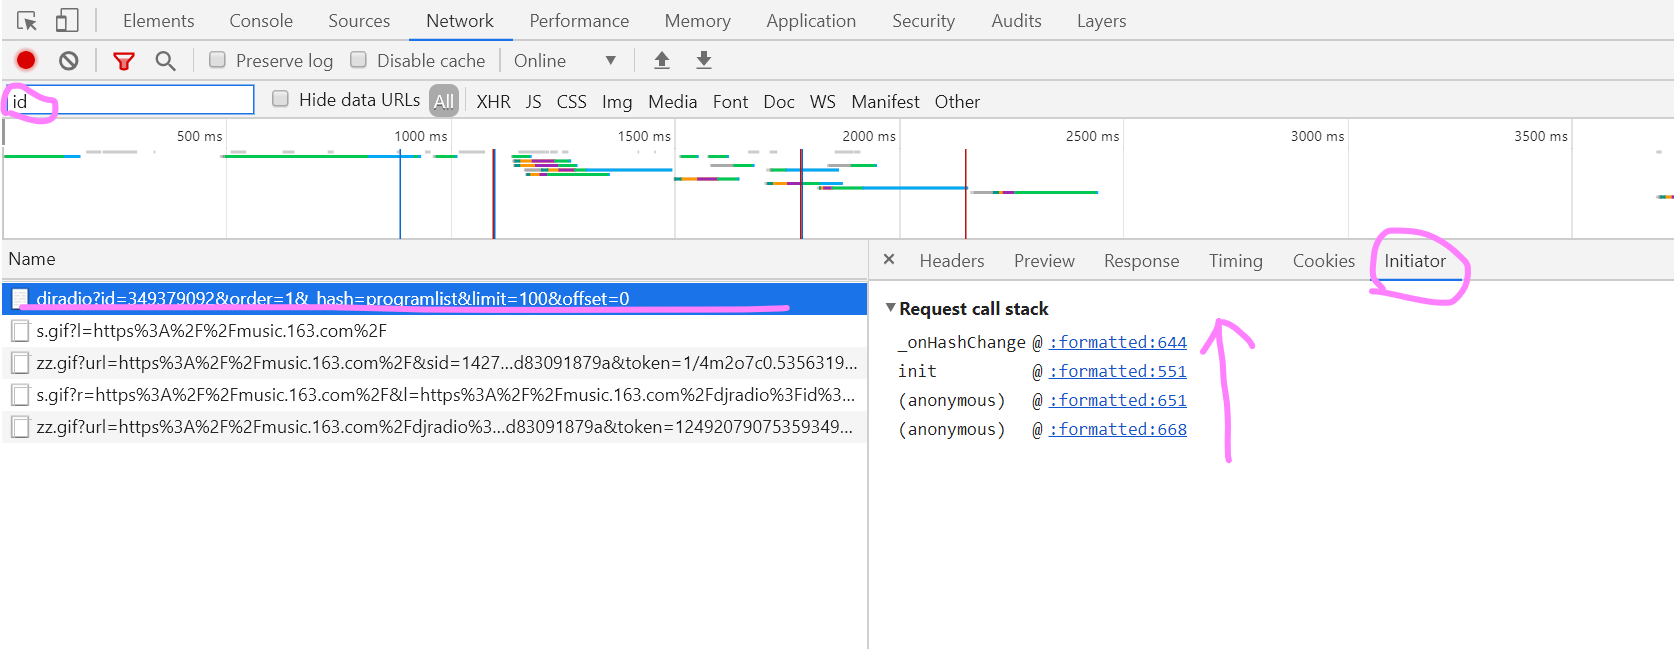 Elements Console Sources Network Performance Memory Application Security Audits Layers
Preserve log Disable cache Online
id Hide data URLs All XHR JS CSS Img Media Font Doc WS Manifest Other
500 ms 1000 ms 1500 ms 2000 ms 2500 ms 3000 ms 3500 ms
Name
djradio?id=349379092&order=1&_hash=programlist&limit=100&offset=0
s.gif?l=https%3A%2F%2Fmusic.163.com%2F
zz.gif?url=https%3A%2F%2Fmusic.163.com%2F&sid=1427...d83091879a&token=1/4m2o7c0.5356319...
s.gif?r=https%3A%2F%2Fmusic.163.com%2F&l=https%3A%2F%2Fmusic.163.com%2Fdjradio%3Fid%3...
zz.gif?url=https%3A%2F%2Fmusic.163.com%2Fdjradio%3...d83091879a&token=12492079075359349...
× Headers Preview Response Timing Cookies Initiator
Request call stack
_onHashChange @ :formatted:644
init @ :formatted:551
(anonymous) @ :formatted:651
(anonymous) @ :formatted:668